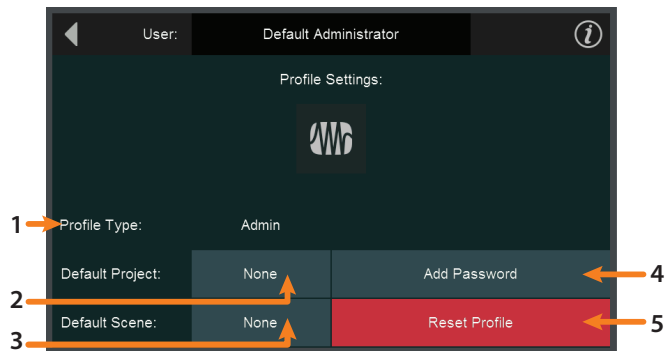 User: Default Administrator i
Profile Settings:
1 Profile Type: Admin
Default Project: None Add Password 4
2
Default Scene: None Reset Profile 5
3